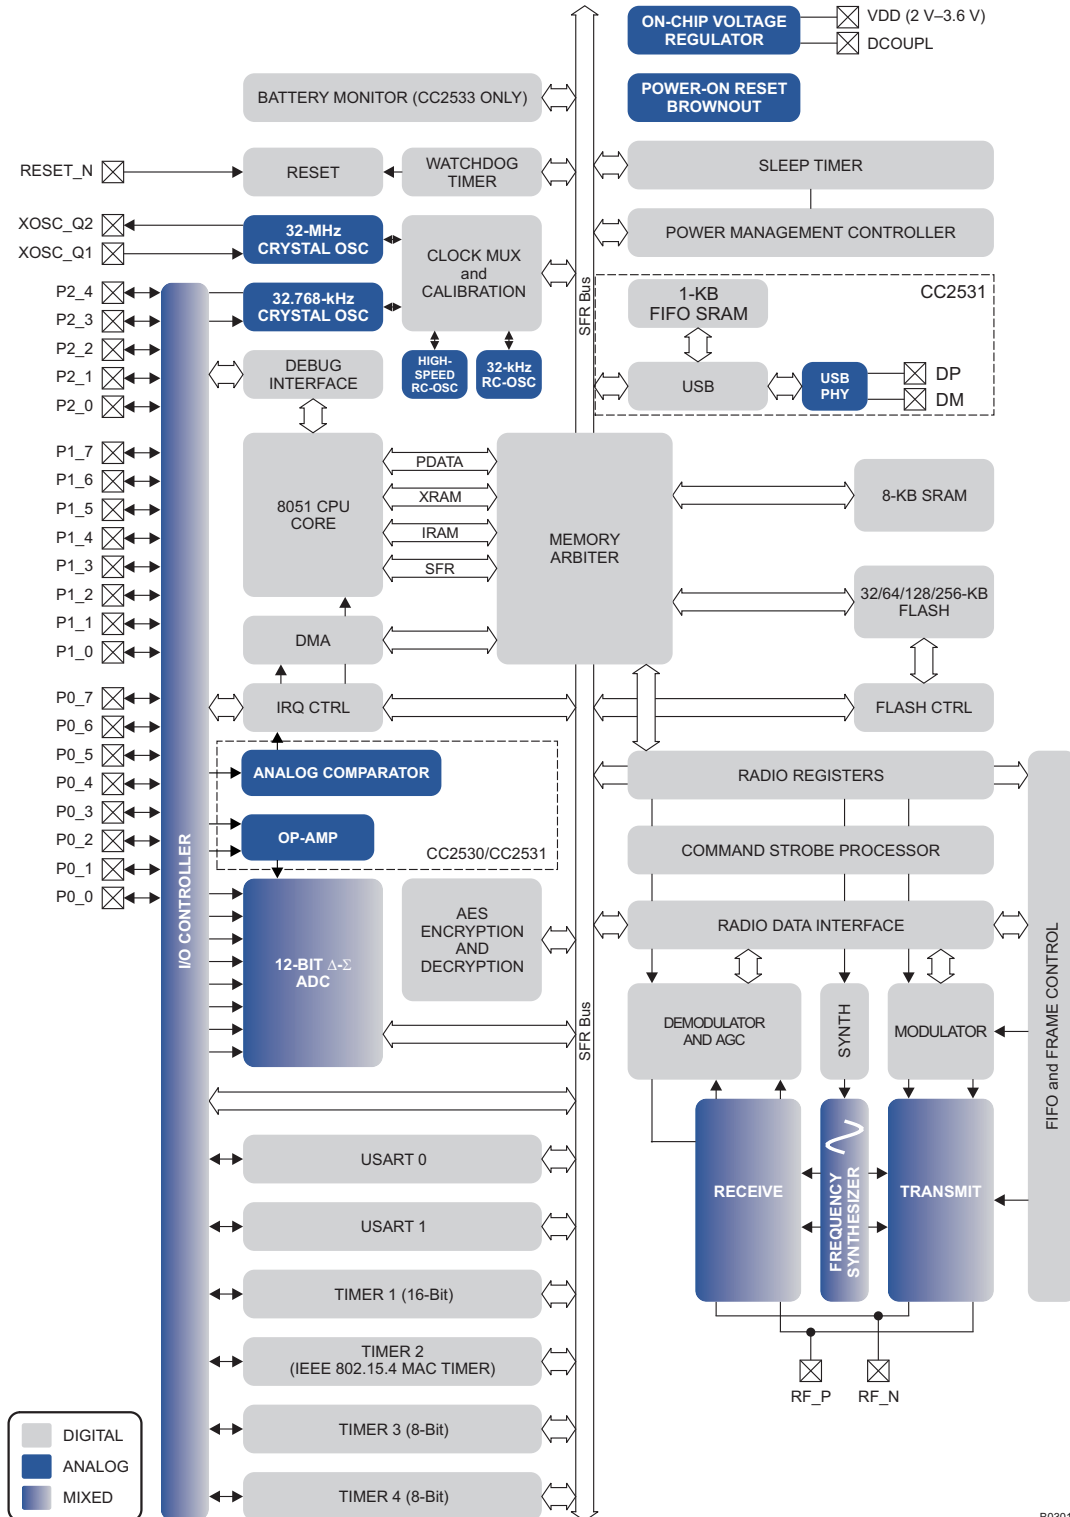 ON-CHIP VOLTAGE
REGULATOR
VDD (2 V–3.6 V)
DCOUPL
BATTERY MONITOR (CC2533 ONLY)
POWER-ON RESET
BROWNOUT
RESET_N
RESET
WATCHDOG
TIMER
SLEEP TIMER
XOSC_Q2
XOSC_Q1
32-MHz
CRYSTAL OSC
CLOCK MUX
and
CALIBRATION
POWER MANAGEMENT CONTROLLER
SFR Bus
P2_4
P2_3
P2_2
P2_1
P2_0
32.768-kHz
CRYSTAL OSC
1-KB
FIFO SRAM
CC2531
DEBUG
INTERFACE
HIGH-
SPEED
RC-OSC
32-kHz
RC-OSC
USB
USB
PHY
DP
DM
P1_7
P1_6
P1_5
P1_4
P1_3
P1_2
P1_1
P1_0
8051 CPU
CORE
PDATA
XRAM
IRAM
SFR
MEMORY
ARBITER
8-KB SRAM
32/64/128/256-KB
FLASH
DMA
P0_7
P0_6
P0_5
P0_4
P0_3
P0_2
P0_1
P0_0
IRQ CTRL
FLASH CTRL
ANALOG COMPARATOR
OP-AMP
CC2530/CC2531
RADIO REGISTERS
COMMAND STROBE PROCESSOR
I/O CONTROLLER
12-BIT Δ-Σ
ADC
AES
ENCRYPTION
AND
DECRYPTION
RADIO DATA INTERFACE
SFR Bus
DEMODULATOR
AND AGC
SYNTH
MODULATOR
FIFO and FRAME CONTROL
RECEIVE
FREQUENCY
SYNTHESIZER
TRANSMIT
USART 0
USART 1
TIMER 1 (16-Bit)
TIMER 2
(IEEE 802.15.4 MAC TIMER)
RF_P
RF_N
TIMER 3 (8-Bit)
TIMER 4 (8-Bit)
DIGITAL
ANALOG
MIXED